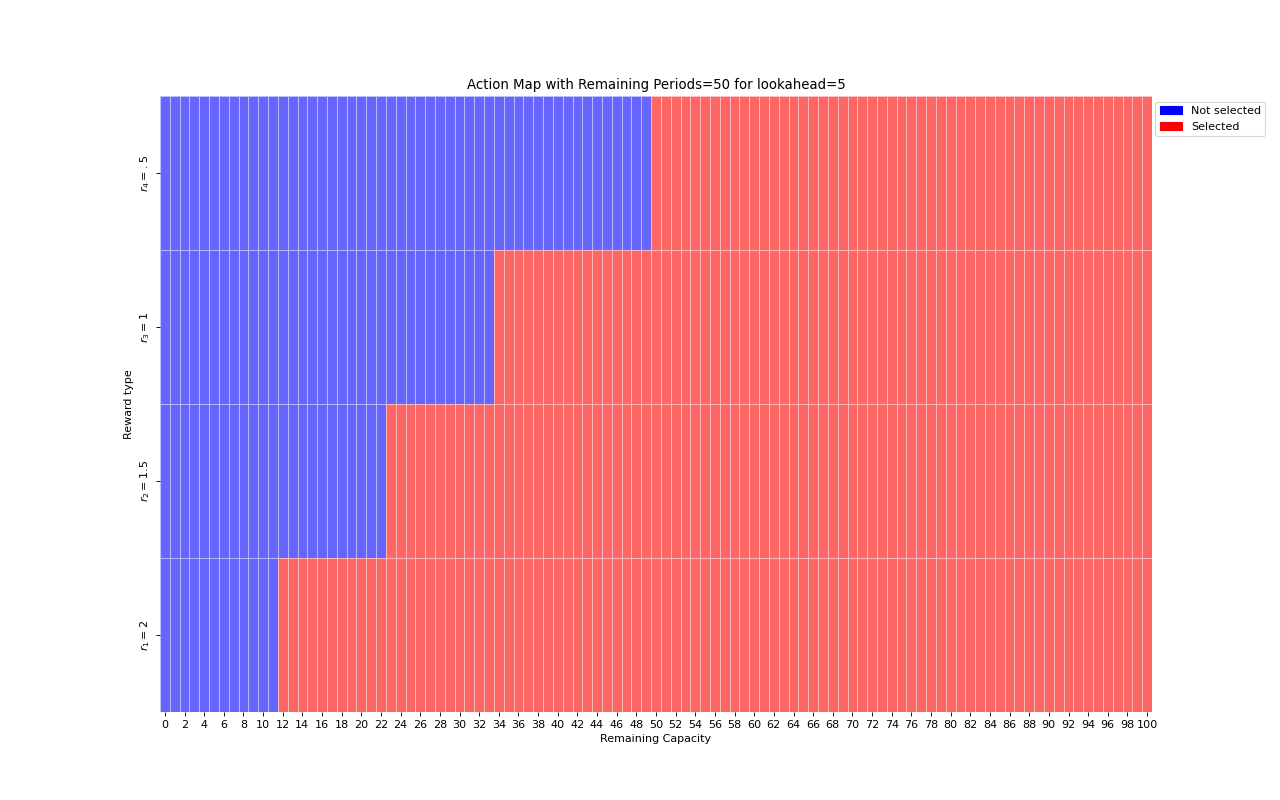 Action Map with Remaining Periods=50 for lookahead=5
Not selected
Selected
r₄ = .5
r₃ = 1
r₂ = 1.5
r₁ = 2
Reward type
0 2 4 6 8 10 12 14 16 18 20 22 24 26 28 30 32 34 36 38 40 42 44 46 48 50 52 54 56 58 60 62 64 66 68 70 72 74 76 78 80 82 84 86 88 90 92 94 96 98 100
Remaining Capacity